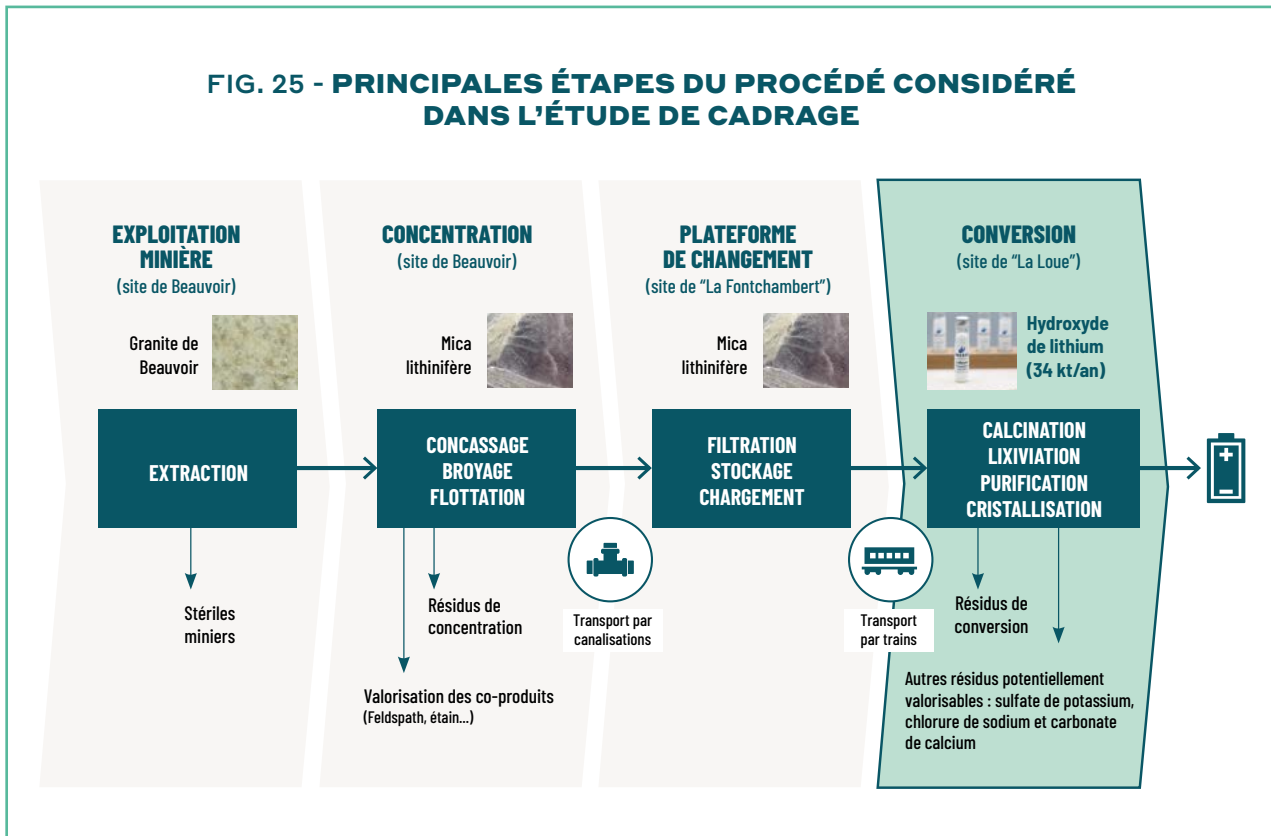 FIG. 25 - PRINCIPALES ÉTAPES DU PROCÉDÉ CONSIDÉRÉ
DANS L'ÉTUDE DE CADRAGE
EXPLOITATION
MINIÈRE
(site de Beauvoir)
Granite de
Beauvoir
EXTRACTION
Stériles
miniers
CONCENTRATION
(site de Beauvoir)
Mica
lithinifère
CONCASSAGE
BROYAGE
FLOTTATION
Résidus de
concentration
Valorisation des co-produits
(Feldspath, étain...)
Transport par
canalisations
PLATEFORME
DE CHANGEMENT
(site de "La Fontchambert")
Mica
lithinifère
FILTRATION
STOCKAGE
CHARGEMENT
Transport
par trains
CONVERSION
(site de "La Loue")
Hydroxyde
de lithium
(34 kt/an)
CALCINATION
LIXIVIATION
PURIFICATION
CRISTALLISATION
Résidus de
conversion
Autres résidus potentiellement
valorisables : sulfate de potassium,
chlorure de sodium et carbonate
de calcium